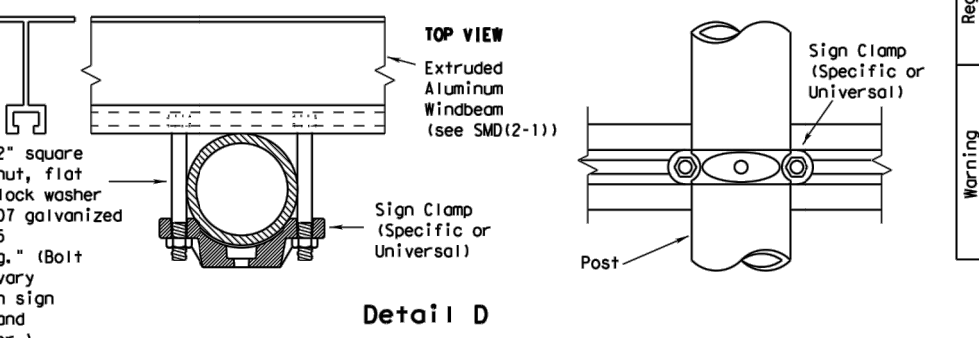 TOP VIEW
Extruded
Aluminum
Windbeam
(see SMD(2-1))
Sign Clamp
(Specific or
Universal)
2" square
nut, flat
lock washer
07 galvanized
g." (Bolt
vary
sign
and
Sign Clamp
(Specific or
Universal)
Post
Detail D
Reg
Warning